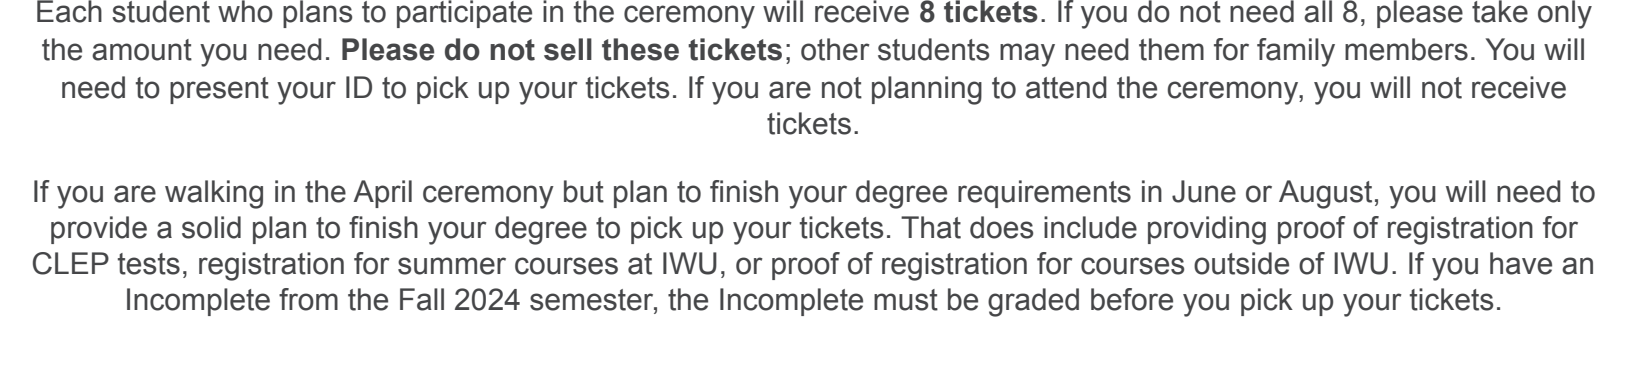 Each student who plans to participate in the ceremony will receive 8 tickets. If you do not need all 8, please take only
the amount you need. Please do not sell these tickets; other students may need them for family members. You will
need to present your ID to pick up your tickets. If you are not planning to attend the ceremony, you will not receive
tickets.
If you are walking in the April ceremony but plan to finish your degree requirements in June or August, you will need to
provide a solid plan to finish your degree to pick up your tickets. That does include providing proof of registration for
CLEP tests, registration for summer courses at IWU, or proof of registration for courses outside of IWU. If you have an
Incomplete from the Fall 2024 semester, the Incomplete must be graded before you pick up your tickets.